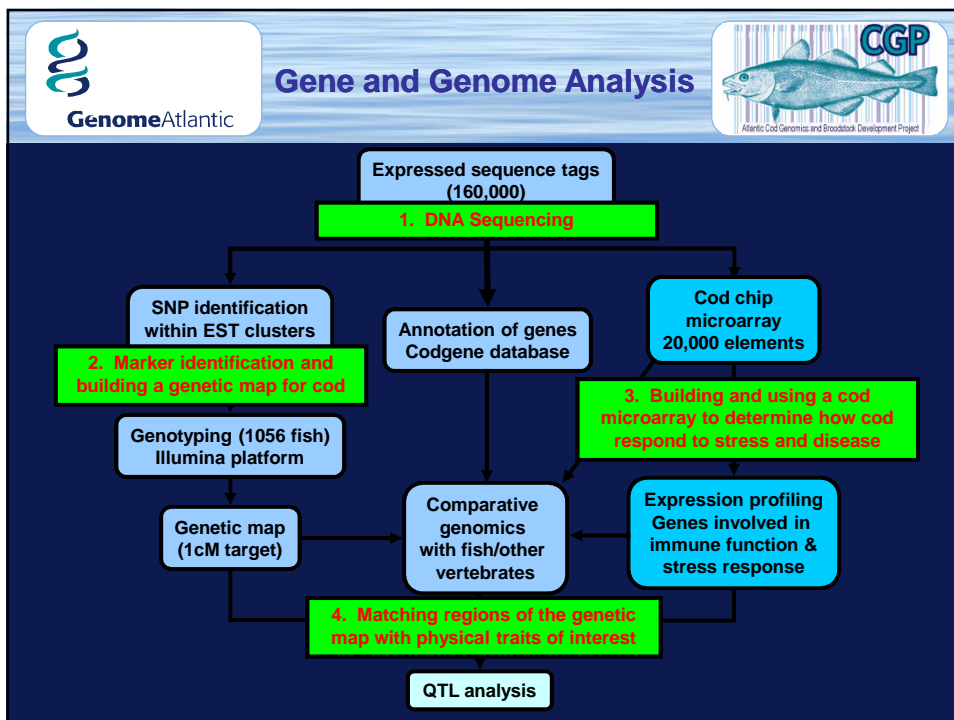 GenomeAtlantic
Gene and Genome Analysis
CGP
Atlantic Cod Genomics and Broodstock Development Project
Expressed sequence tags
(160,000)
1. DNA Sequencing
SNP identification
within EST clusters
Annotation of genes
Codgene database
Cod chip
microarray
20,000 elements
2. Marker identification and
building a genetic map for cod
3. Building and using a cod
microarray to determine how cod
respond to stress and disease
Genotyping (1056 fish)
Illumina platform
Genetic map
(1cM target)
Comparative
genomics
with fish/other
vertebrates
Expression profiling
Genes involved in
immune function &
stress response
4. Matching regions of the genetic
map with physical traits of interest
QTL analysis